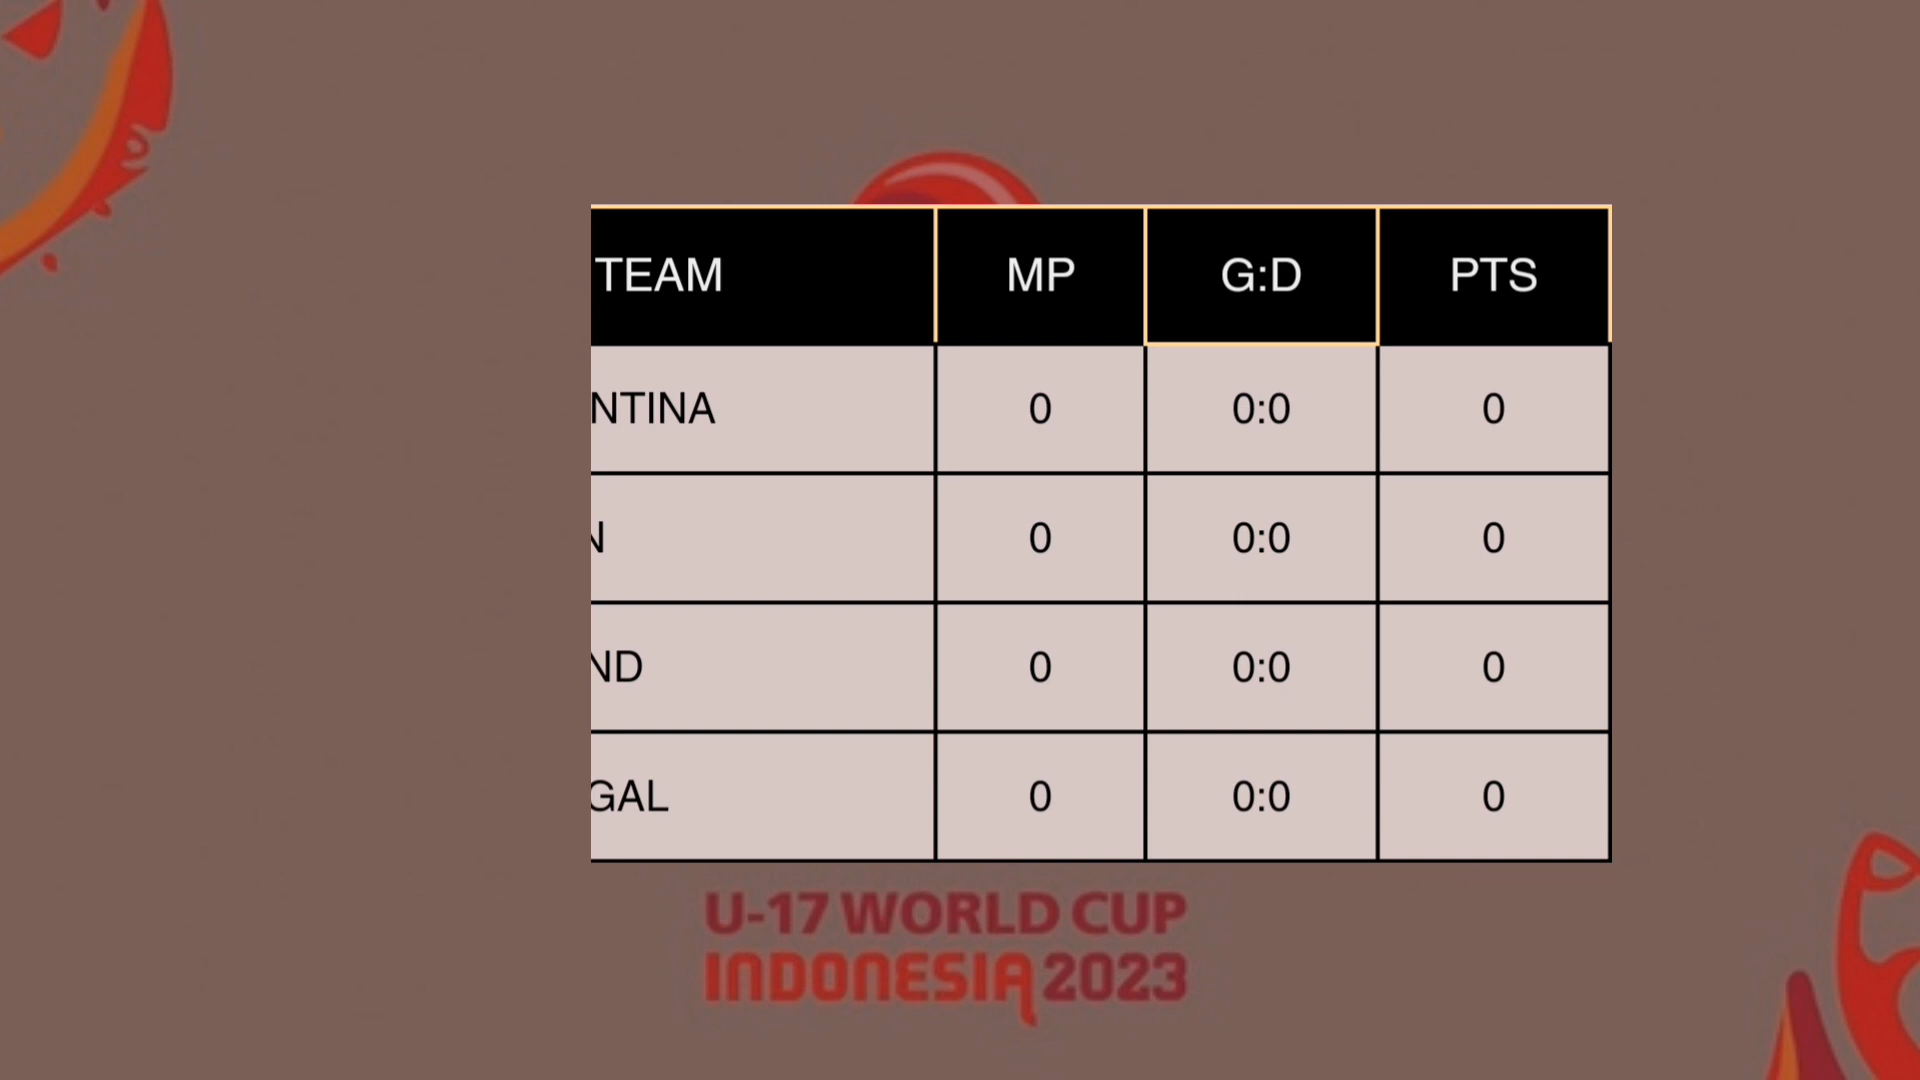 TEAM MP G:D PTS
NTINA 0 0:0 0
N 0 0:0 0
ND 0 0:0 0
GAL 0 0:0 0
U-17 WORLD CUP
INDONESIA 2023